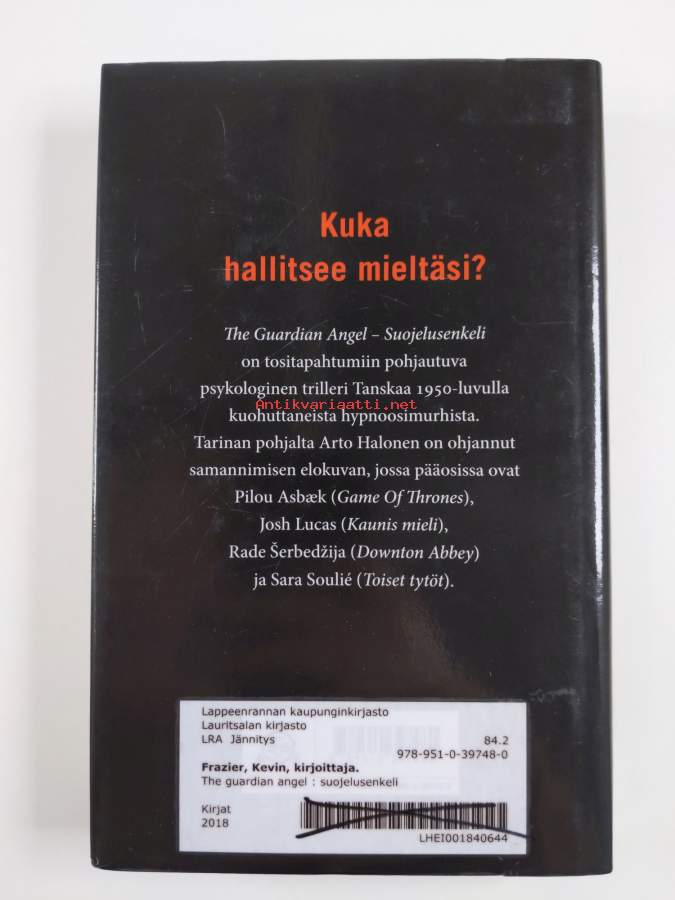 Kuka
hallitsee mieltäsi?
The Guardian Angel – Suojelusenkeli
on tositapahtumiin pohjautuva
psykologinen trilleri Tanskaa 1950-luvulla
Antikvariaatti.net
kuohuttaneista hypnoosimurhista.
Tarinan pohjalta Arto Halonen on ohjannut
samannimisen elokuvan, jossa pääosissa ovat
Pilou Asbæk (Game Of Thrones),
Josh Lucas (Kaunis mieli),
Rade Šerbedžija (Downton Abbey)
ja Sara Soulié (Toiset tytöt).
Lappeenrannan kaupunginkirjasto
Lauritsalan kirjasto
LRA Jännitys 84.2
978-951-0-39748-0
Frazier, Kevin, kirjoittaja.
The guardian angel : suojelusenkeli
Kirjat
2018
LHEI001840644